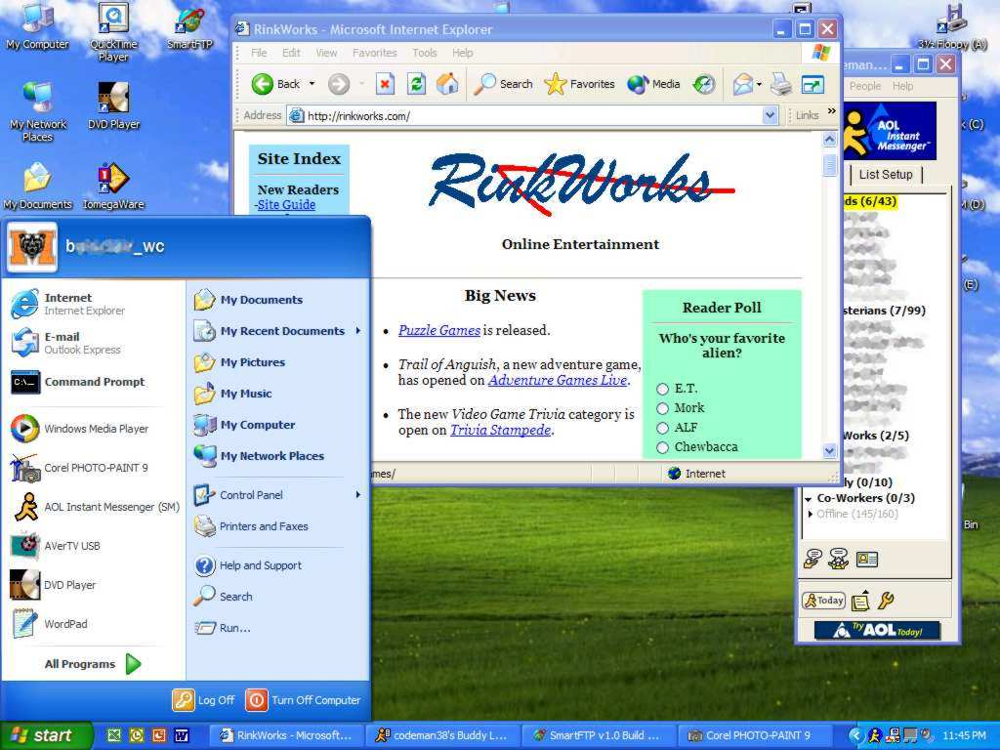 My Computer
QuickTime Player
SmartFTP
My Network Places
DVD Player
My Documents
IomegaWare
3½ Floppy (A)
(C)
(D)
(E)
Bin
RinkWorks - Microsoft Internet Explorer
File Edit View Favorites Tools Help
Back Search Favorites Media
Address http://rinkworks.com/ Links »
Site Index
New Readers
-Site Guide
RinkWorks
Online Entertainment
Big News
Puzzle Games is released.
Trail of Anguish, a new adventure game,
has opened on Adventure Games Live.
The new Video Game Trivia category is
open on Trivia Stampede.
Reader Poll
Who's your favorite
alien?
E.T.
Mork
ALF
Chewbacca
mes/
Internet
eman...
People Help
AOL
Instant
Messenger
List Setup
ds (6/43)
sterians (7/99)
Works (2/5)
ly (0/10)
Co-Workers (0/3)
Offline (145/160)
Today
Try AOL Today!
_wc
Internet
Internet Explorer
E-mail
Outlook Express
Command Prompt
Windows Media Player
Corel PHOTO-PAINT 9
AOL Instant Messenger (SM)
AVerTV USB
DVD Player
WordPad
All Programs
My Documents
My Recent Documents
My Pictures
My Music
My Computer
My Network Places
Control Panel
Printers and Faxes
Help and Support
Search
Run...
Log Off
Turn Off Computer
start
RinkWorks - Microsoft...
codeman38's Buddy L...
SmartFTP v1.0 Build ...
Corel PHOTO-PAINT 9
11:45 PM